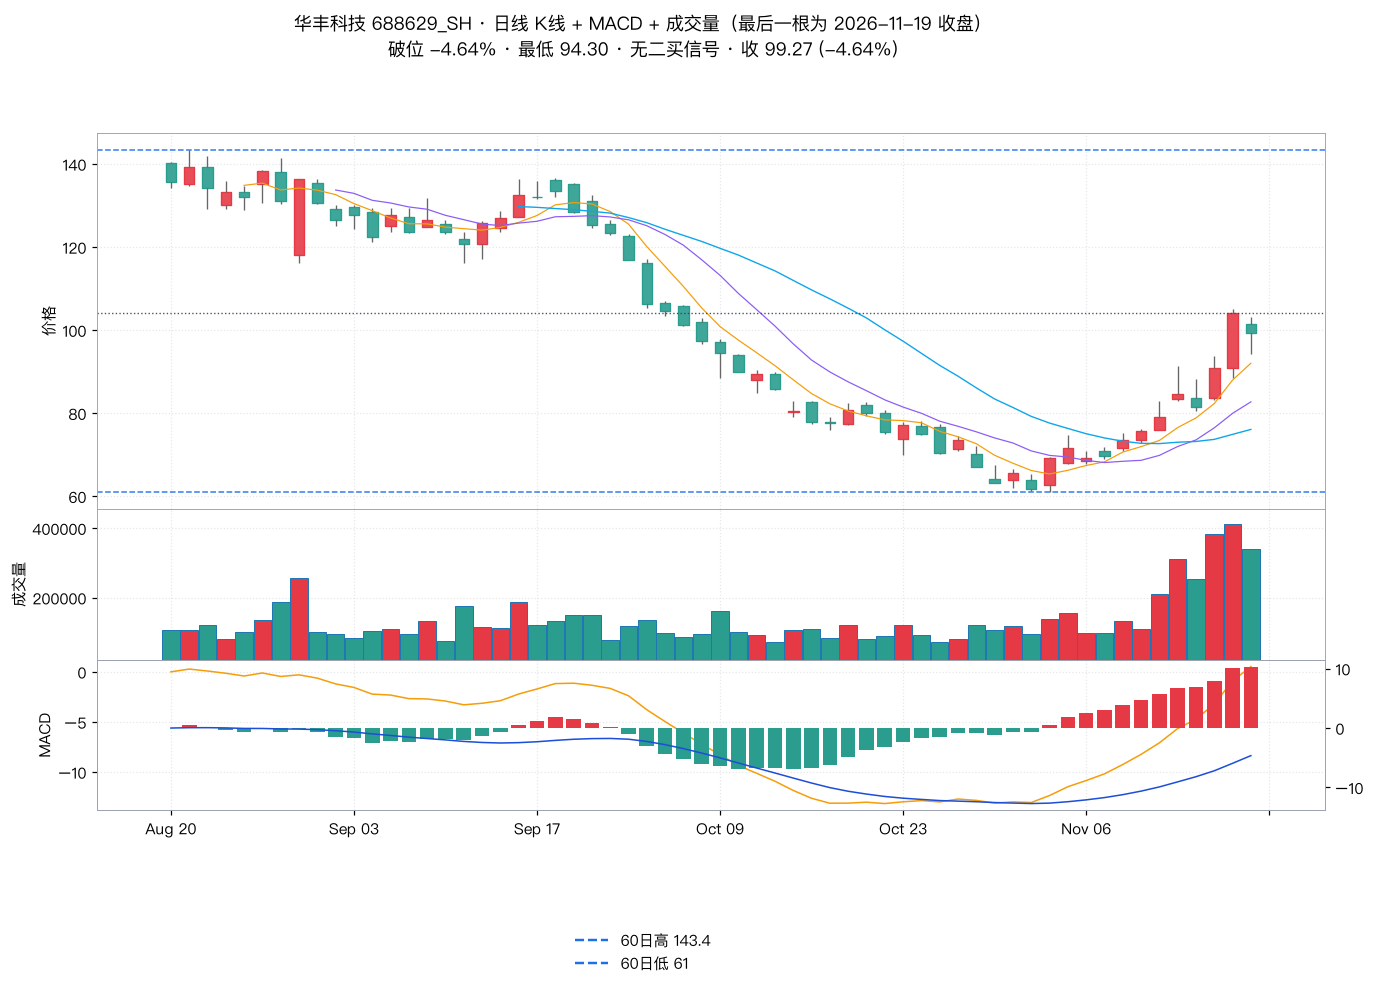 华丰科技 688629_SH · 日线 K线 + MACD + 成交量（最后一根为 2026−11−19 收盘）
破位 −4.64% · 最低 94.30 · 无二买信号 · 收 99.27 (−4.64%)
价格
140
120
100
80
60
成交量
400000
200000
MACD
0
−5
−10
10
0
−10
Aug 20
Sep 03
Sep 17
Oct 09
Oct 23
Nov 06
60日高 143.4
60日低 61